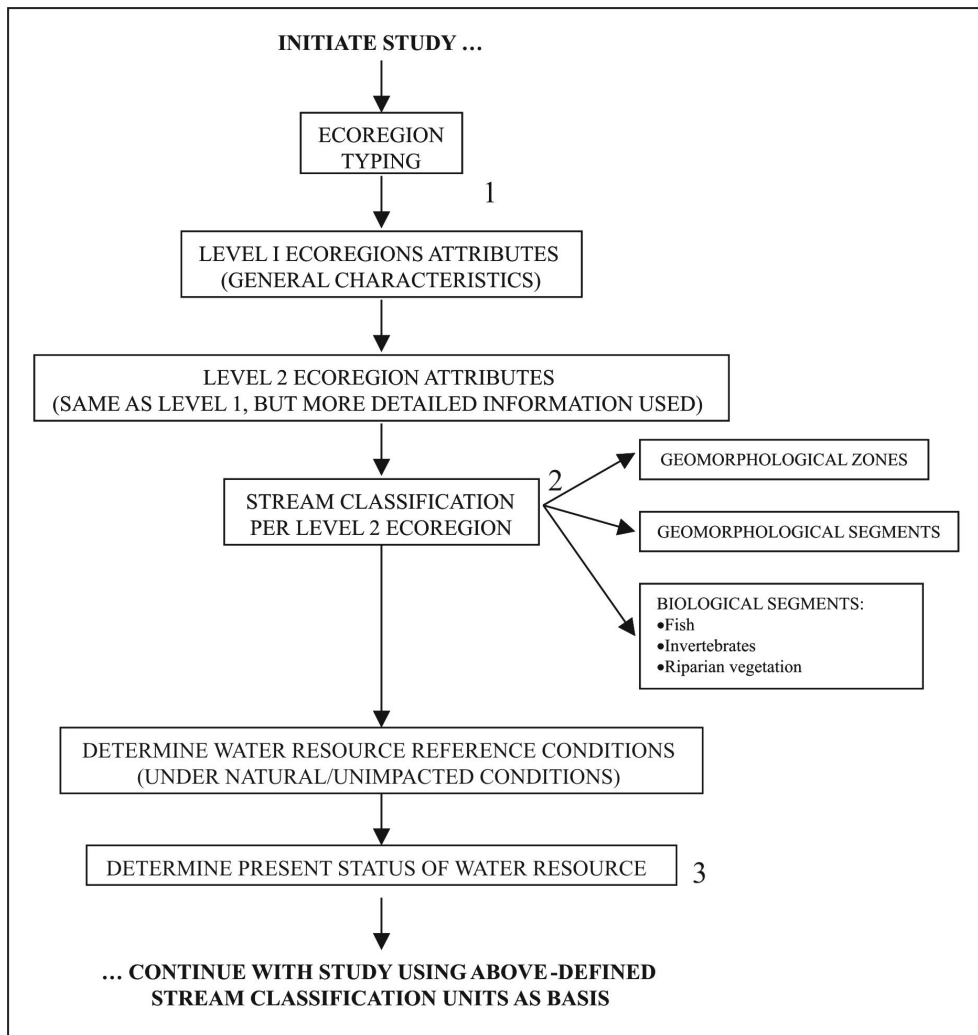 INITIATE STUDY …
ECOREGION
TYPING
1
LEVEL I ECOREGIONS ATTRIBUTES
(GENERAL CHARACTERISTICS)
LEVEL 2 ECOREGION ATTRIBUTES
(SAME AS LEVEL 1, BUT MORE DETAILED INFORMATION USED)
STREAM CLASSIFICATION
PER LEVEL 2 ECOREGION
2
GEOMORPHOLOGICAL ZONES
GEOMORPHOLOGICAL SEGMENTS
BIOLOGICAL SEGMENTS:
•Fish
•Invertebrates
•Riparian vegetation
DETERMINE WATER RESOURCE REFERENCE CONDITIONS
(UNDER NATURAL/UNIMPACTED CONDITIONS)
DETERMINE PRESENT STATUS OF WATER RESOURCE
3
… CONTINUE WITH STUDY USING ABOVE-DEFINED
STREAM CLASSIFICATION UNITS AS BASIS